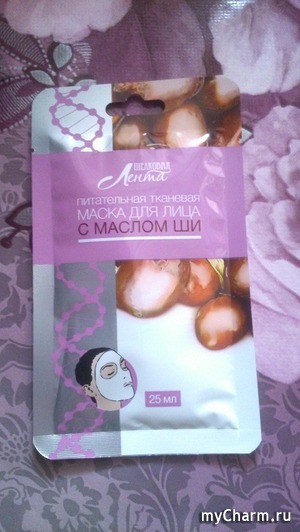 ШЕЛКОВАЯ
Лента
ПИТАТЕЛЬНАЯ ТКАНЕВАЯ
МАСКА ДЛЯ ЛИЦА
С МАСЛОМ ШИ
25 МЛ
myCharm.ru